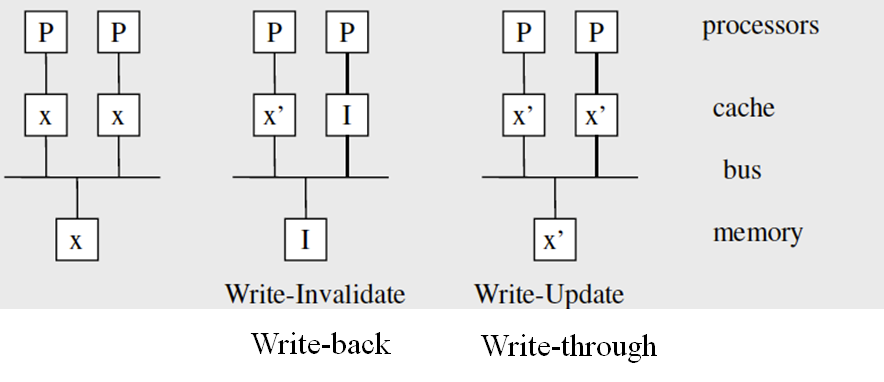 P P P P P P processors
x x x’ I x’ x’ cache
bus
x I x’ memory
Write-Invalidate Write-Update
Write-back Write-through